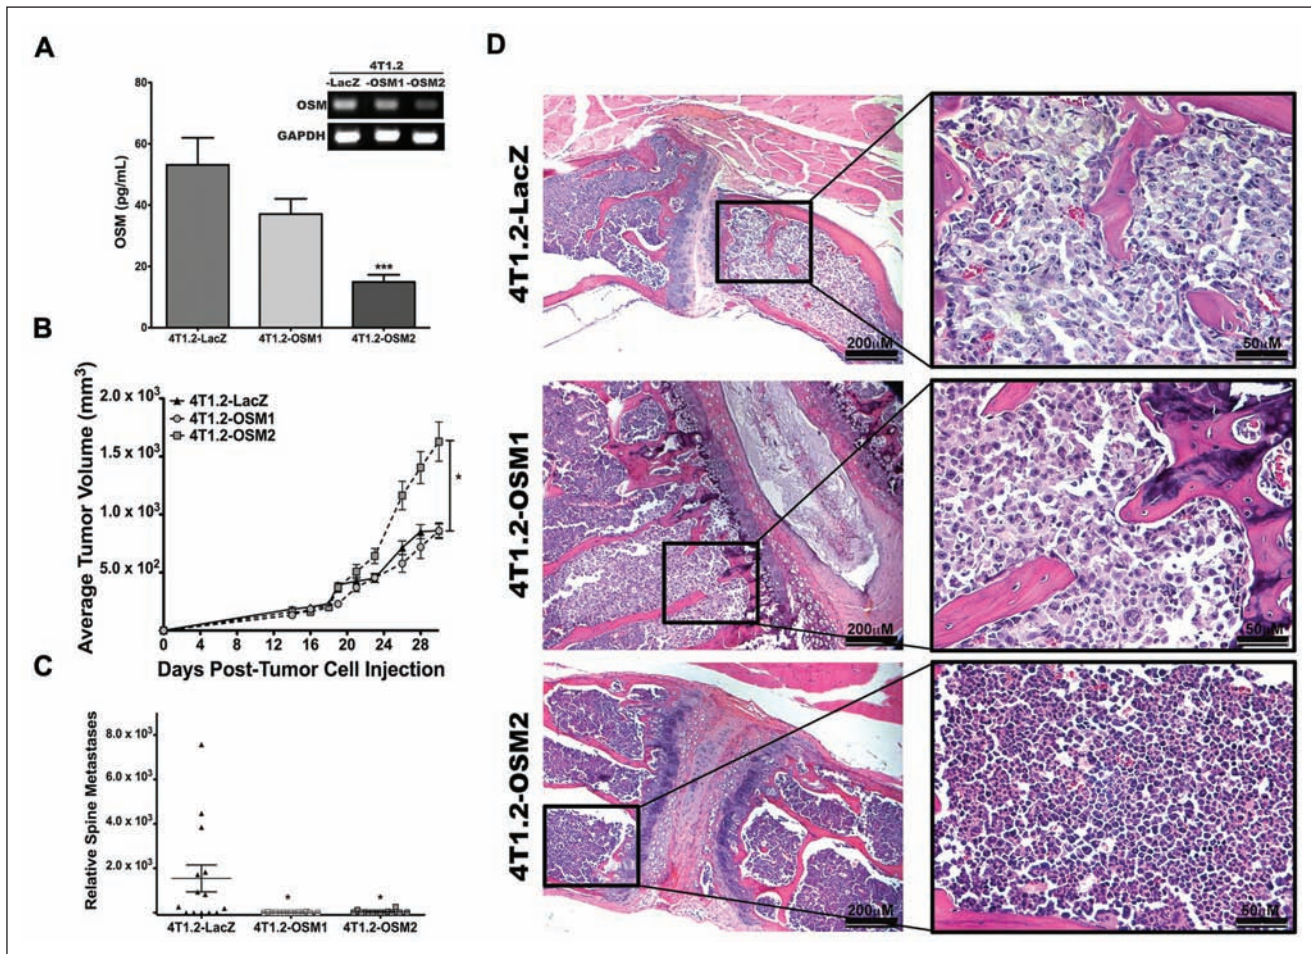 A
4T1.2
-LacZ -OSM1 -OSM2
OSM
GAPDH
80
60
40
20
0
OSM (pg/mL)
***
4T1.2-LacZ 4T1.2-OSM1 4T1.2-OSM2
B
Average Tumor Volume (mm³)
2.0 x 10³
1.5 x 10³
1.0 x 10³
5.0 x 10²
4T1.2-LacZ
4T1.2-OSM1
4T1.2-OSM2
*
0 4 8 12 16 20 24 28
Days Post-Tumor Cell Injection
C
Relative Spine Metastases
8.0 x 10³
6.0 x 10³
4.0 x 10³
2.0 x 10³
* *
4T1.2-LacZ 4T1.2-OSM1 4T1.2-OSM2
D
4T1.2-LacZ
200µM
50µM
4T1.2-OSM1
200µM
50µM
4T1.2-OSM2
200µM
50µM